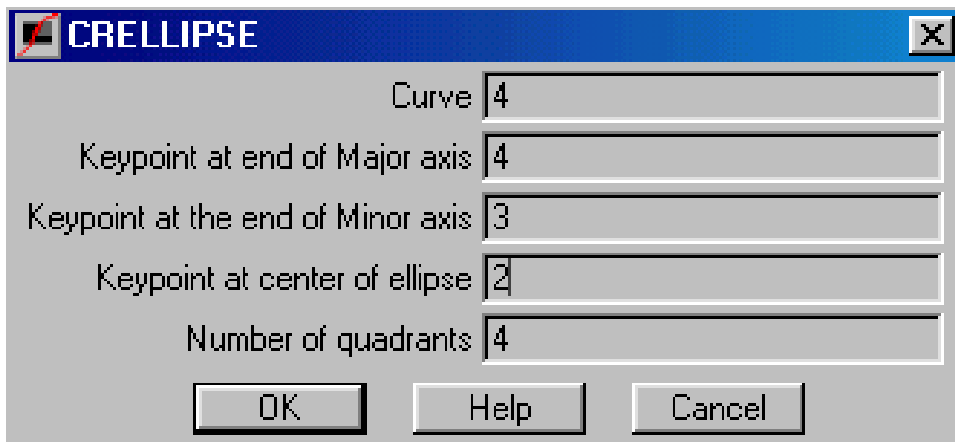 CRELLIPSE
Curve 4
Keypoint at end of Major axis 4
Keypoint at the end of Minor axis 3
Keypoint at center of ellipse 2
Number of quadrants 4
OK Help Cancel